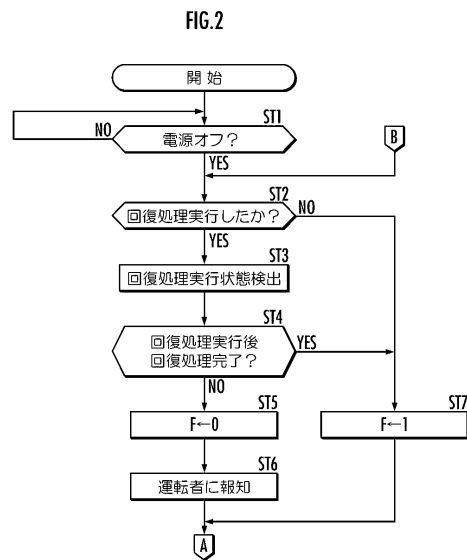 FIG.2
開始
ST1
電源オフ?
NO
YES
B
ST2
回復処理実行したか?
NO
YES
ST3
回復処理実行状態検出
ST4
回復処理実行後
回復処理完了?
YES
NO
ST5
F←0
ST7
F←1
ST6
運転者に報知
A